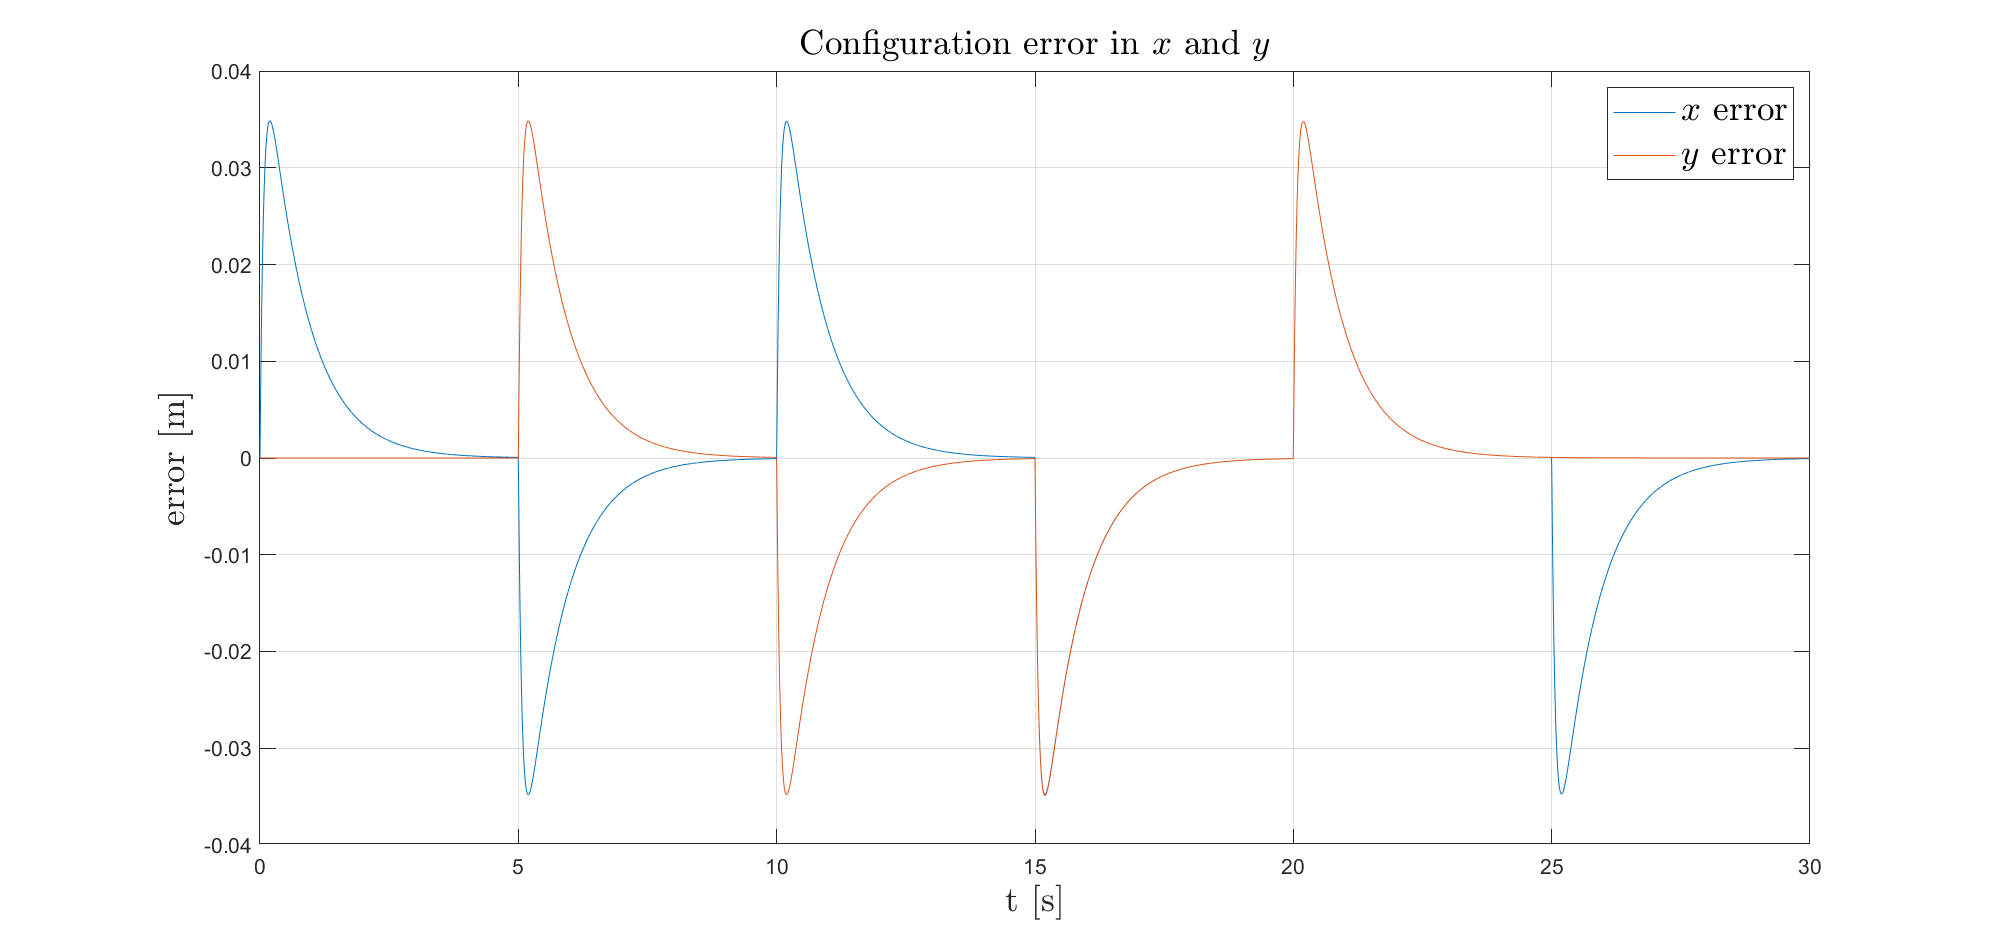 Configuration error in x and y
0.04
0.03
0.02
0.01
0
-0.01
-0.02
-0.03
-0.04
error [m]
x error
y error
0 5 10 15 20 25 30
t [s]